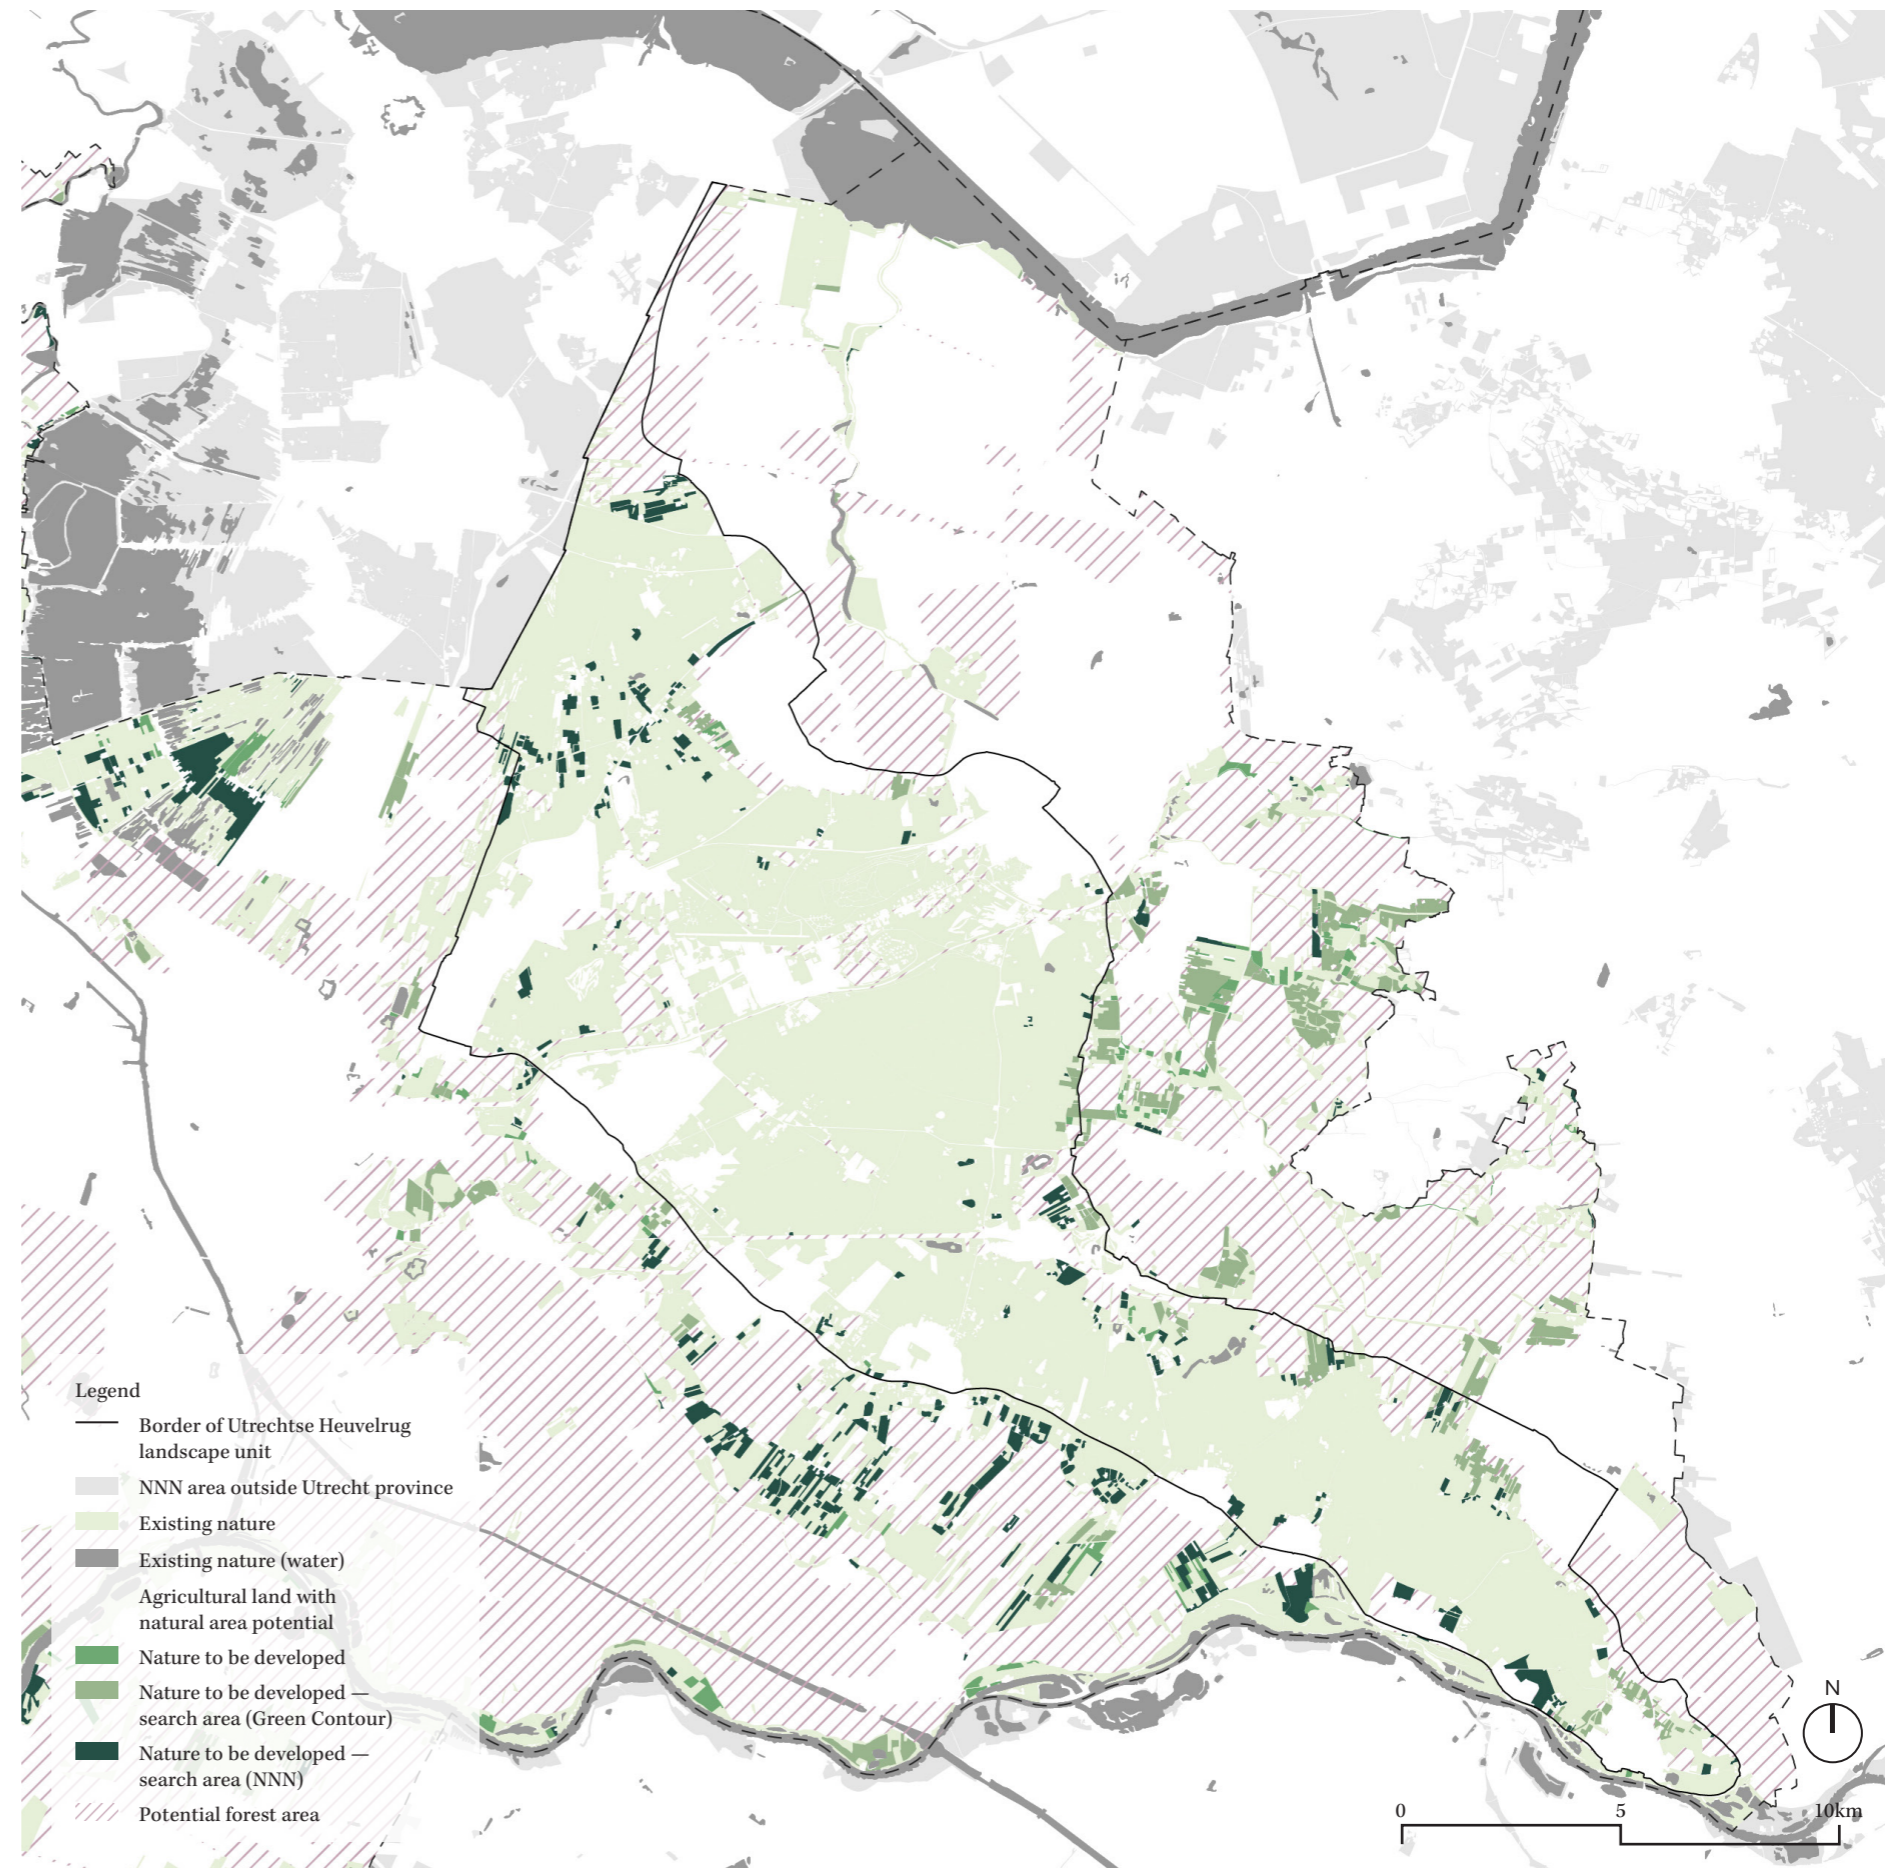 Legend
Border of Utrechtse Heuvelrug
landscape unit
NNN area outside Utrecht province
Existing nature
Existing nature (water)
Agricultural land with
natural area potential
Nature to be developed
Nature to be developed —
search area (Green Contour)
Nature to be developed —
search area (NNN)
Potential forest area
N
0 5 10km